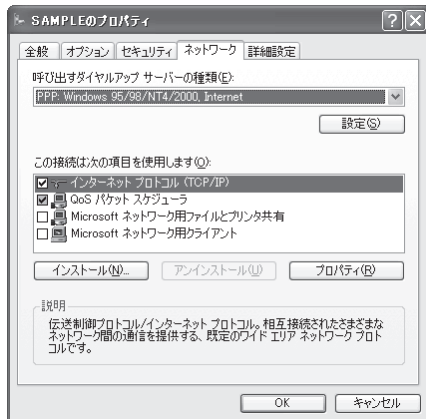 SAMPLEのプロパティ
全般 オプション セキュリティ ネットワーク 詳細設定
呼び出すダイヤルアップ サーバーの種類(E):
PPP: Windows 95/98/NT4/2000, Internet
設定(S)
この接続は次の項目を使用します(O):
インターネット プロトコル (TCP/IP)
QoS パケット スケジューラ
Microsoft ネットワーク用ファイルとプリンタ共有
Microsoft ネットワーク用クライアント
インストール(N)... アンインストール(U) プロパティ(R)
説明
伝送制御プロトコル/インターネット プロトコル。相互接続されたさまざまな
ネットワーク間の通信を提供する、既定のワイド エリア ネットワーク プロト
コルです。
OK キャンセル